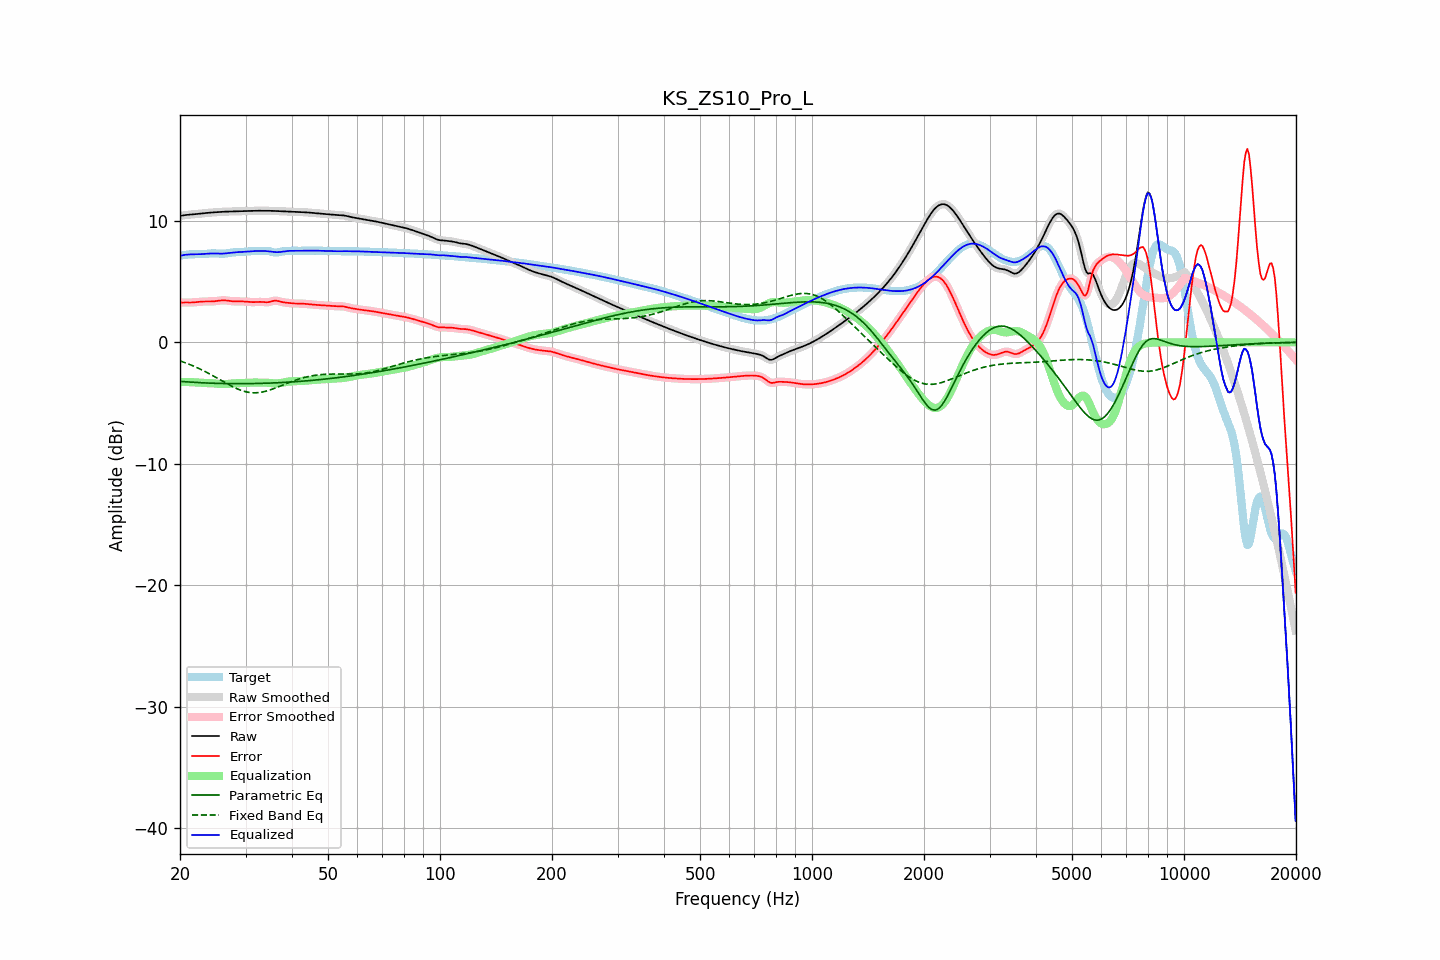 KS_ZS10_Pro_L
10
0
−10
−20
−30
−40
Amplitude (dBr)
Target
Raw Smoothed
Error Smoothed
Raw
Error
Equalization
Parametric Eq
Fixed Band Eq
Equalized
20 50 100 200 500 1000 2000 5000 10000 20000
Frequency (Hz)